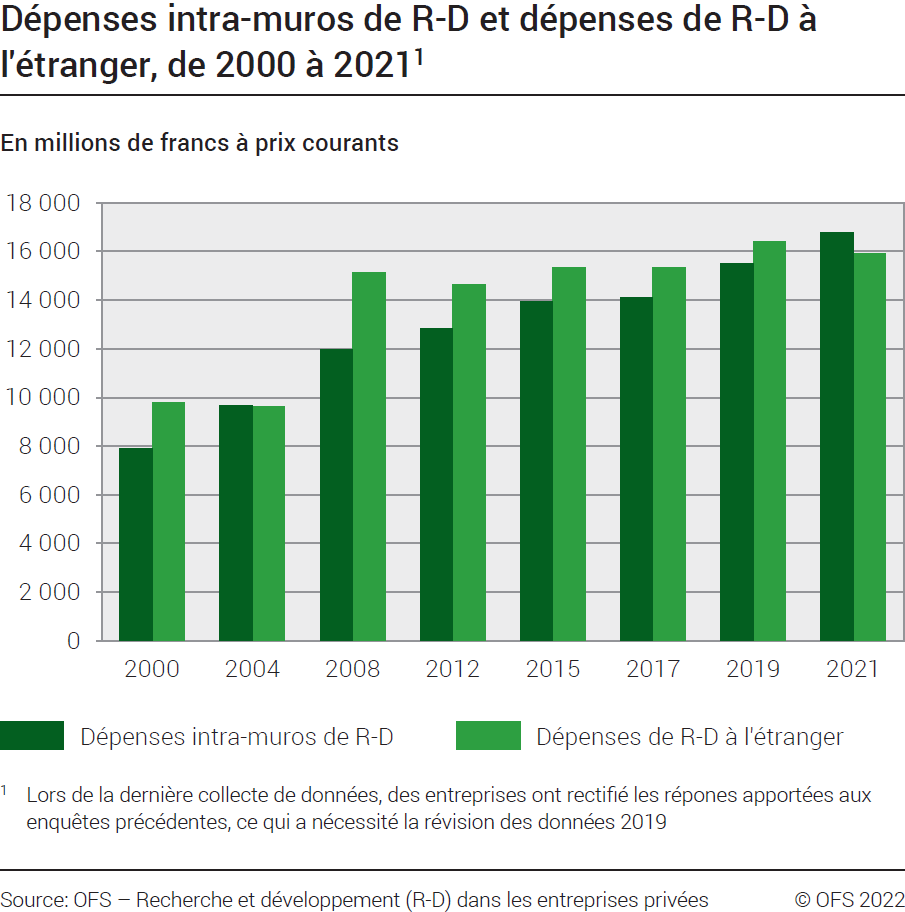 Dépenses intra-muros de R-D et dépenses de R-D à
l'étranger, de 2000 à 2021¹
En millions de francs à prix courants
18 000
16 000
14 000
12 000
10 000
8 000
6 000
4 000
2 000
0
2000 2004 2008 2012 2015 2017 2019 2021
Dépenses intra-muros de R-D Dépenses de R-D à l'étranger
¹ Lors de la dernière collecte de données, des entreprises ont rectifié les répones apportées aux
enquêtes précédentes, ce qui a nécessité la révision des données 2019
Source: OFS – Recherche et développement (R-D) dans les entreprises privées © OFS 2022